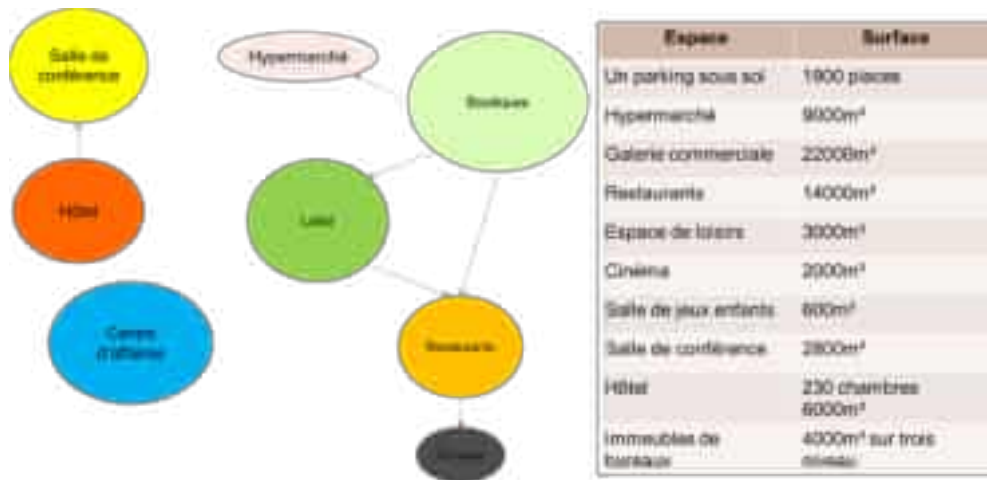 Salle de
conférence
Hypermarché
Boutiques
Hôtel
Loisir
Centre
d'affaires
Restaurants
Espace Surface
Un parking sous sol 1900 places
Hypermarché 9000m²
Galerie commerciale 22000m²
Restaurants 14000m²
Espace de loisirs 3000m²
Cinéma 2000m²
Salle de jeux enfants 600m²
Salle de conférence 2800m²
Hôtel 230 chambres
6000m²
Immeubles de 4000m² sur trois
bureaux niveau